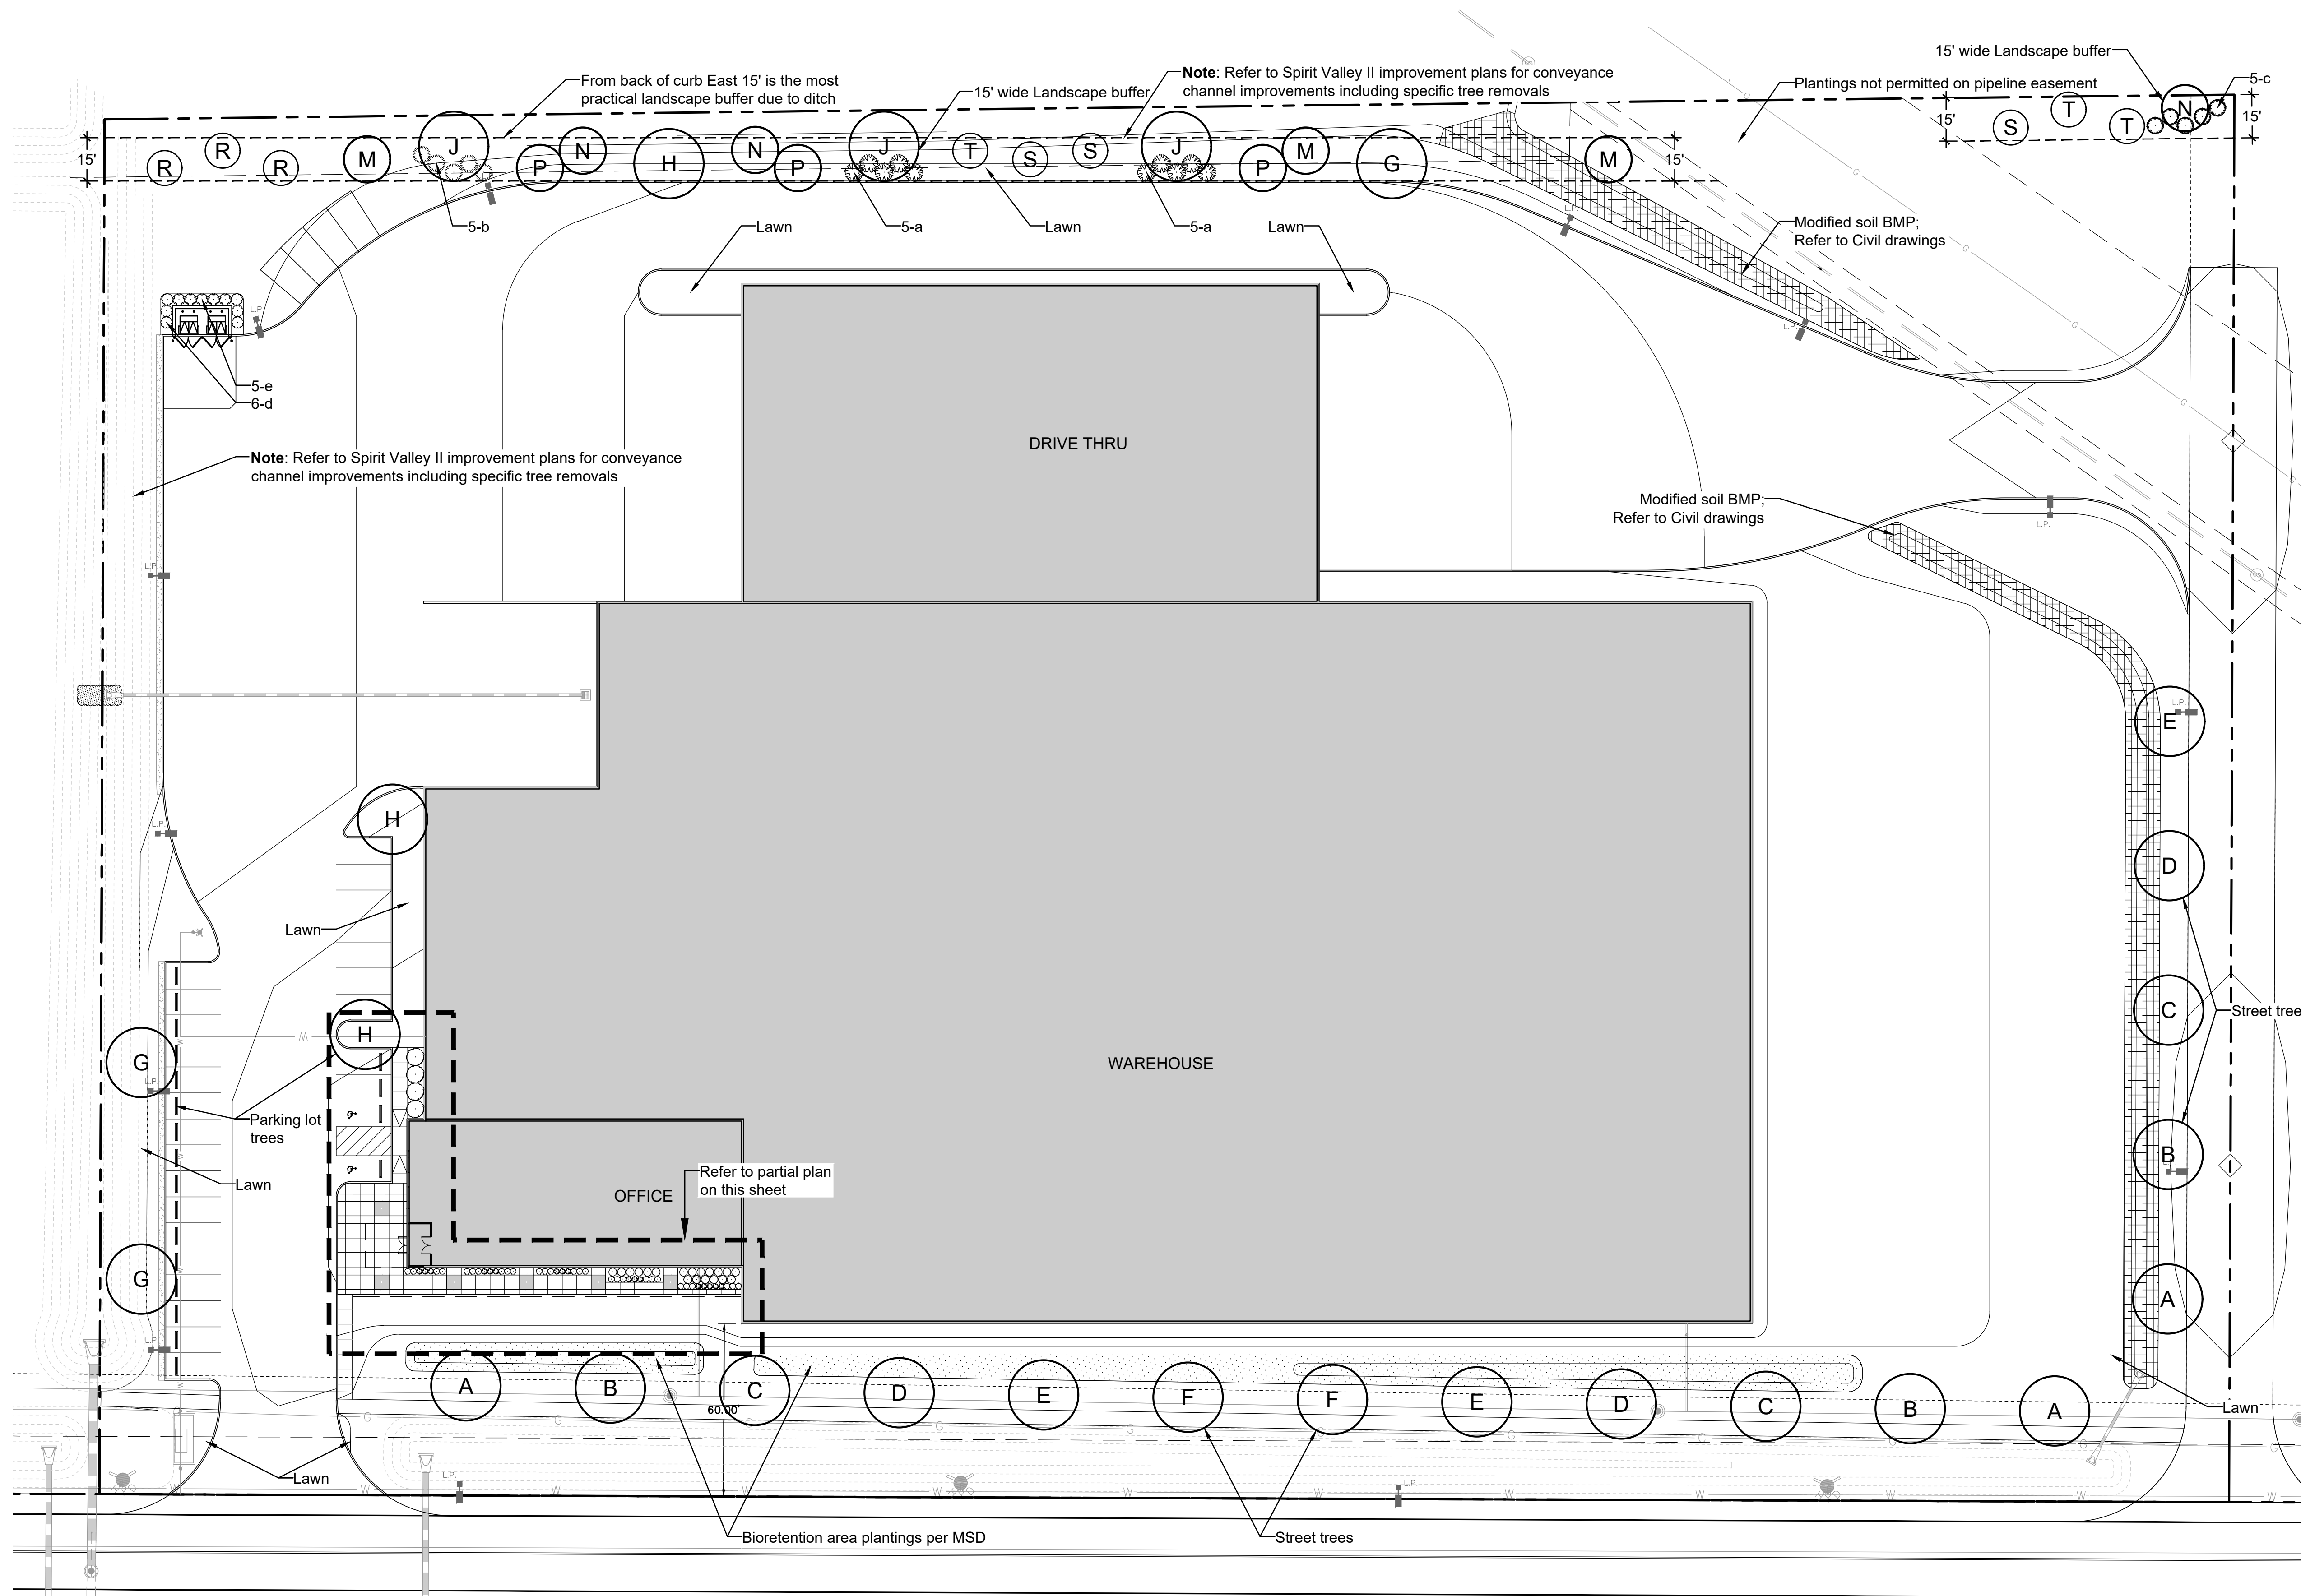 15' wide Landscape buffer
From back of curb East 15' is the most
practical landscape buffer due to ditch
Note: Refer to Spirit Valley II improvement plans for conveyance
channel improvements including specific tree removals
15' wide Landscape buffer
Plantings not permitted on pipeline easement
5-c
15'
R
R
R
M
J
P
N
H
N
P
J
T
S
S
J
P
M
G
M
15'
15'
S
T
T
N
15'
5-b
Lawn
5-a
Lawn
5-a
Lawn
Modified soil BMP;
Refer to Civil drawings
L.P.
L.P.
L.P.
5-e
6-d
DRIVE THRU
Note: Refer to Spirit Valley II improvement plans for conveyance
channel improvements including specific tree removals
Modified soil BMP;
Refer to Civil drawings
L.P.
L.P.
E
L.P.
H
L.P.
D
Lawn
C
Street tree
H
G
L.P.
WAREHOUSE
Parking lot
trees
B
Lawn
Refer to partial plan
on this sheet
OFFICE
G
A
L.P.
A
B
C
D
E
F
F
E
D
C
B
A
60.00'
Lawn
Lawn
L.P.
L.P.
Bioretention area plantings per MSD
Street trees